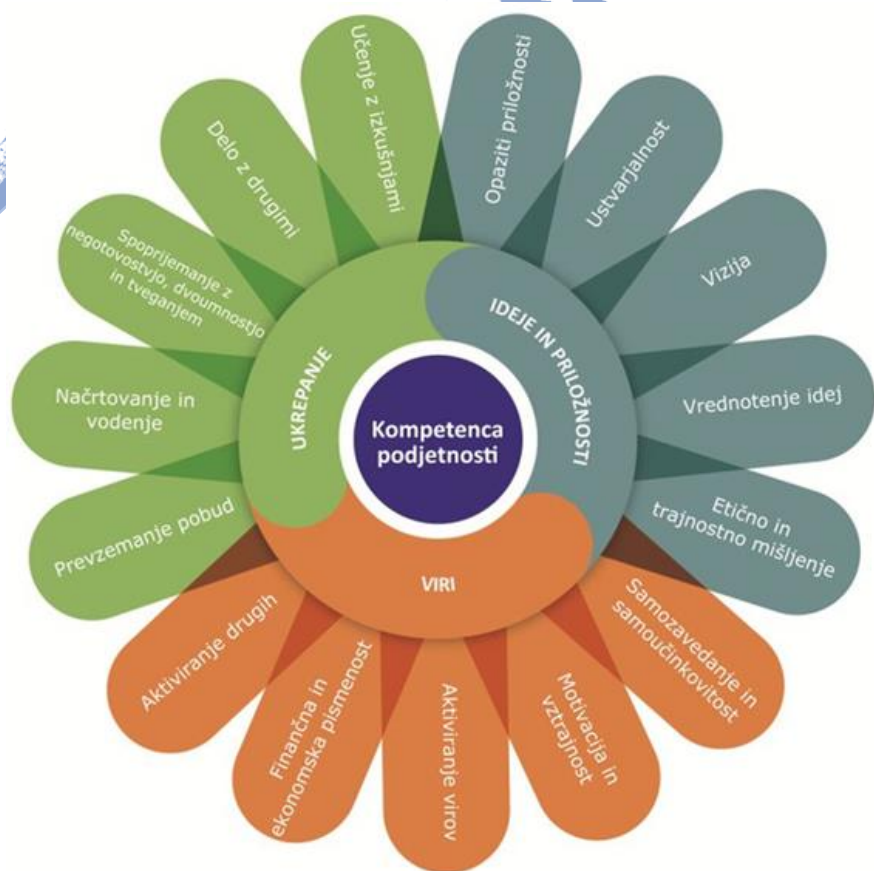 Kompetenca
podjetnosti
IDEJE IN PRILOŽNOSTI
Opaziti priložnosti
Ustvarjalnost
Vizija
Vrednotenje idej
Etično in
trajnostno mišljenje
VIRI
Samozavedanje in
samoučinkovitost
Motivacija in
vztrajnost
Aktiviranje virov
Finančna in
ekonomska pismenost
Aktiviranje drugih
UKREPANJE
Prevzemanje pobud
Načrtovanje in
vodenje
Spoprijemanje z
negotovostvjo, dvoumnostjo
in tveganjem
Delo z drugimi
Učenje z izkušnjami